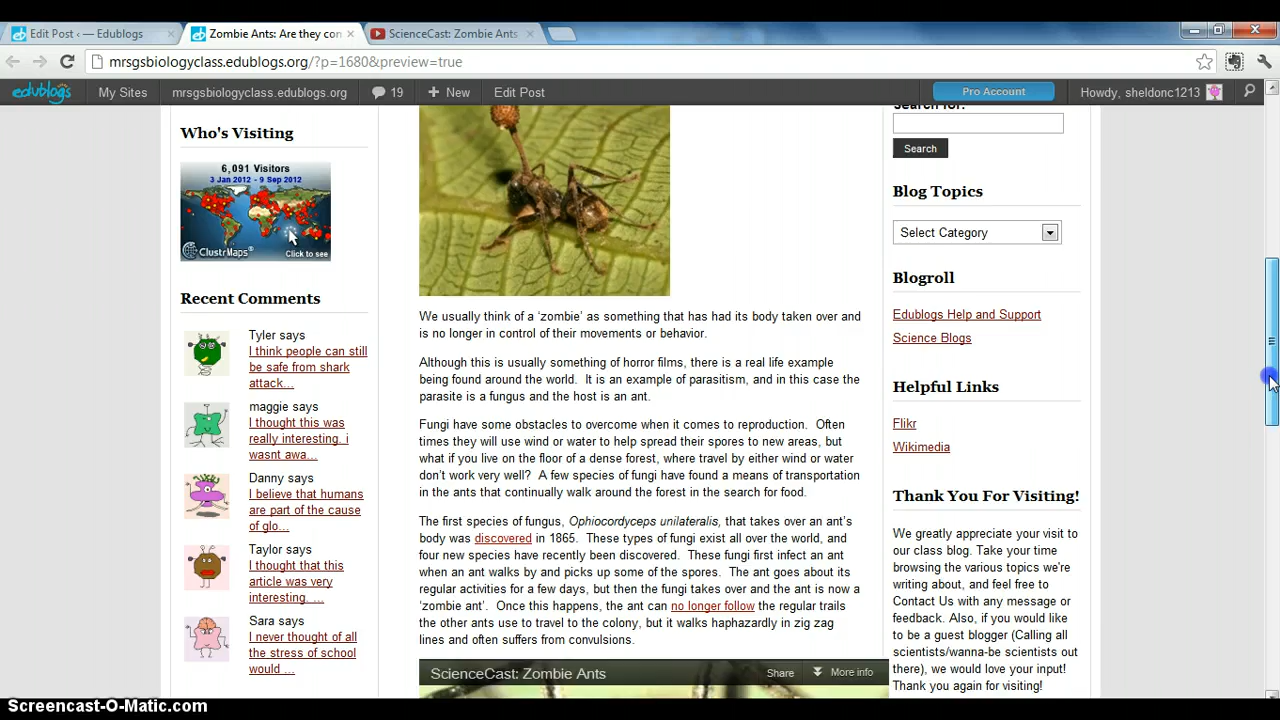 Edit Post ‹ — Edublogs
Zombie Ants: Are they con
ScienceCast: Zombie Ants
mrsgsbiologyclass.edublogs.org/?p=1680&preview=true
edublogs
My Sites
mrsgsbiologyclass.edublogs.org
19
+ New
Edit Post
Pro Account
Howdy, sheldonc1213
Who's Visiting
6,091 Visitors
3 Jan 2012 - 9 Sep 2012
ClustrMaps®
Click to see
Recent Comments
Tyler says
I think people can still
be safe from shark
attack...
maggie says
I thought this was
really interesting. i
wasnt awa...
Danny says
I believe that humans
are part of the cause
of glo...
Taylor says
I thought that this
article was very
interesting. ...
Sara says
I never thought of all
the stress of school
would ...
We usually think of a ‘zombie’ as something that has had its body taken over and
is no longer in control of their movements or behavior.
Although this is usually something of horror films, there is a real life example
being found around the world.  It is an example of parasitism, and in this case the
parasite is a fungus and the host is an ant.
Fungi have some obstacles to overcome when it comes to reproduction.  Often
times they will use wind or water to help spread their spores to new areas, but
what if you live on the floor of a dense forest, where travel by either wind or water
don’t work very well?  A few species of fungi have found a means of transportation
in the ants that continually walk around the forest in the search for food.
The first species of fungus, Ophiocordyceps unilateralis, that takes over an ant’s
body was discovered in 1865.  These types of fungi exist all over the world, and
four new species have recently been discovered.  These fungi first infect an ant
when an ant walks by and picks up some of the spores.  The ant goes about its
regular activities for a few days, but then the fungi takes over and the ant is now a
‘zombie ant’.  Once this happens, the ant can no longer follow the regular trails
the other ants use to travel to the colony, but it walks haphazardly in zig zag
lines and often suffers from convulsions.
ScienceCast: Zombie Ants
Share
More info
Search for:
Search
Blog Topics
Select Category
Blogroll
Edublogs Help and Support
Science Blogs
Helpful Links
Flikr
Wikimedia
Thank You For Visiting!
We greatly appreciate your visit to
our class blog. Take your time
browsing the various topics we're
writing about, and feel free to
Contact Us with any message or
feedback. Also, if you would like
to be a guest blogger (Calling all
scientists/wanna-be scientists out
there), we would love your input!
Thank you again for visiting!
Screencast-O-Matic.com